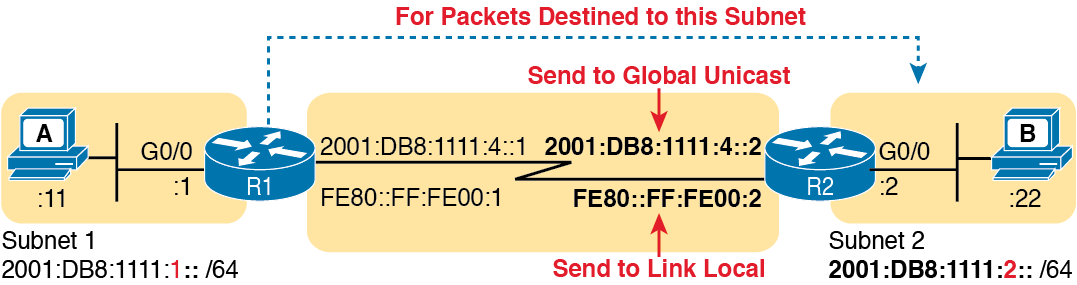 For Packets Destined to this Subnet
Send to Global Unicast
A
B
G0/0
2001:DB8:1111:4::1
2001:DB8:1111:4::2
G0/0
:11
:1
R1
FE80::FF:FE00:1
FE80::FF:FE00:2
R2
:2
:22
Subnet 1
2001:DB8:1111:1:: /64
Send to Link Local
Subnet 2
2001:DB8:1111:2:: /64